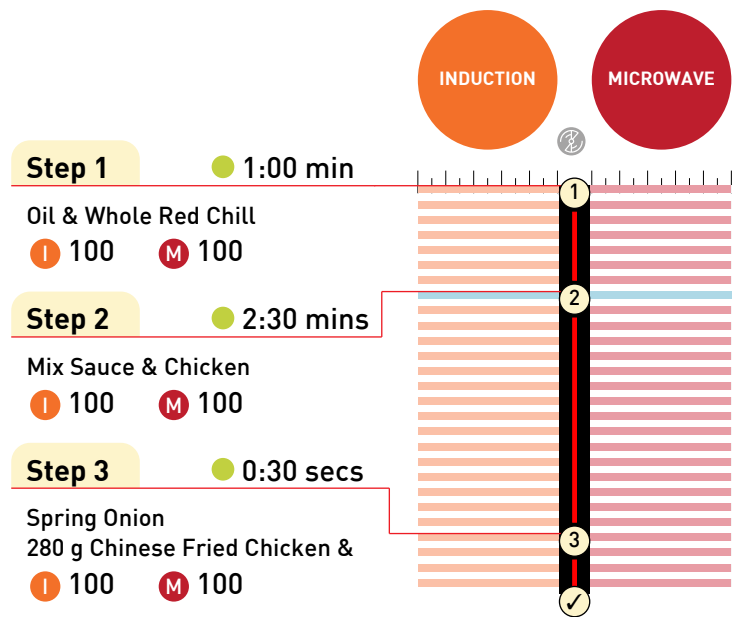 INDUCTION
MICROWAVE
Step 1
1:00 min
Oil & Whole Red Chill
I 100
M 100
Step 2
2:30 mins
Mix Sauce & Chicken
I 100
M 100
Step 3
0:30 secs
Spring Onion
280 g Chinese Fried Chicken &
I 100
M 100
1
2
3
✓